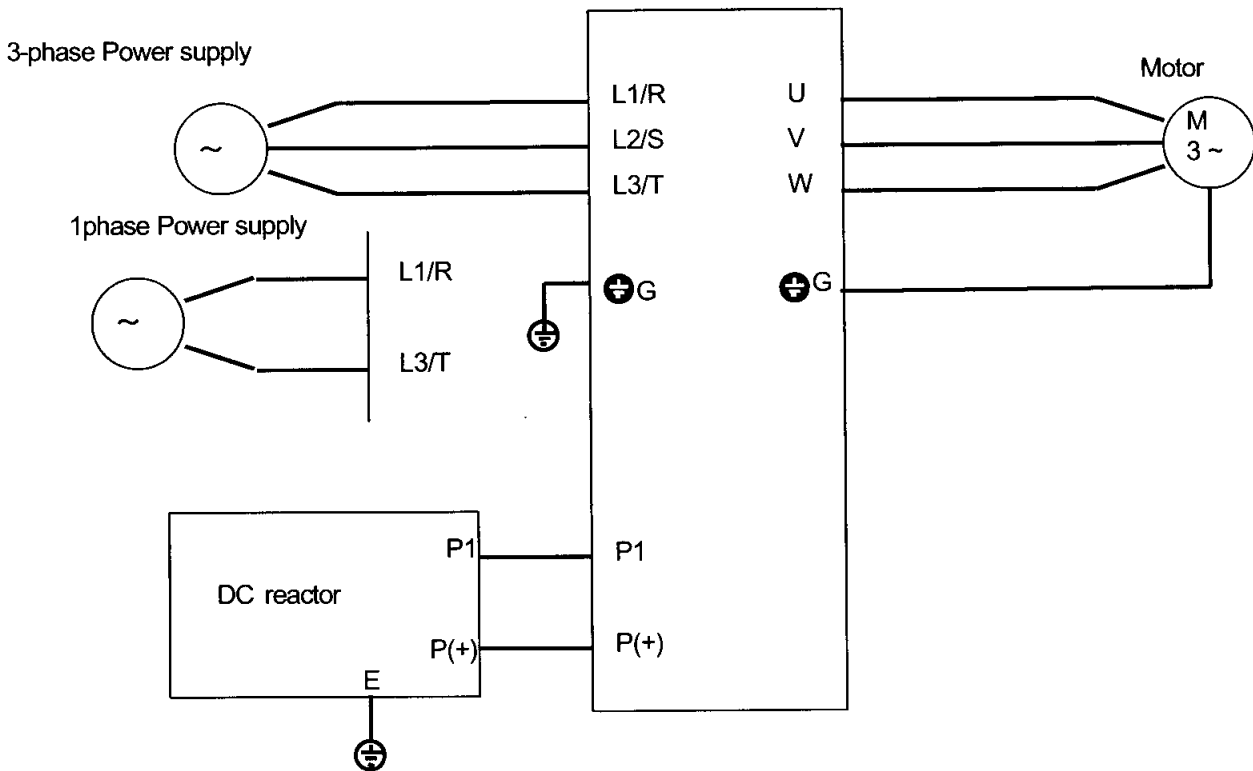 3-phase Power supply
Motor
L1/R U
M
~ L2/S V 3 ~
L3/T W
1phase Power supply
L1/R
G G
~
L3/T
P1 P1
DC reactor
P(+) P(+)
E